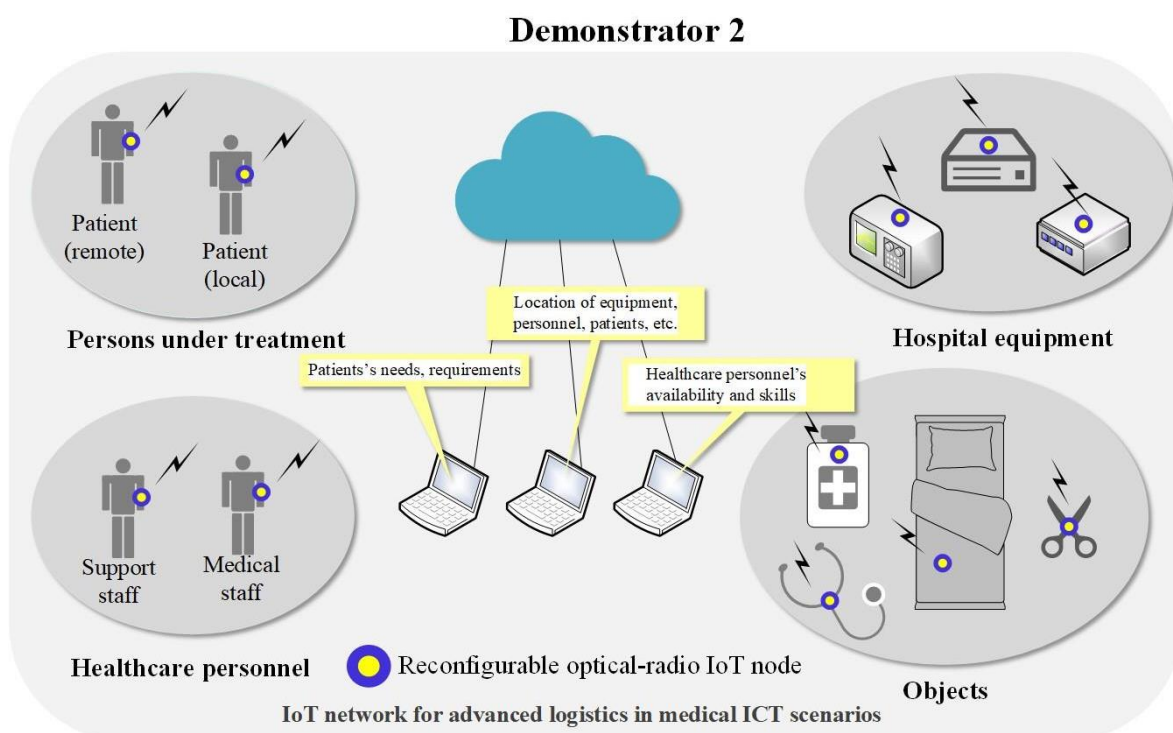 Demonstrator 2
Patient
(remote)
Patient
(local)
Persons under treatment
Location of equipment,
personnel, patients, etc.
Patients's needs, requirements
Healthcare personnel's
availability and skills
Hospital equipment
Support
staff
Medical
staff
Healthcare personnel
Reconfigurable optical-radio IoT node
Objects
IoT network for advanced logistics in medical ICT scenarios